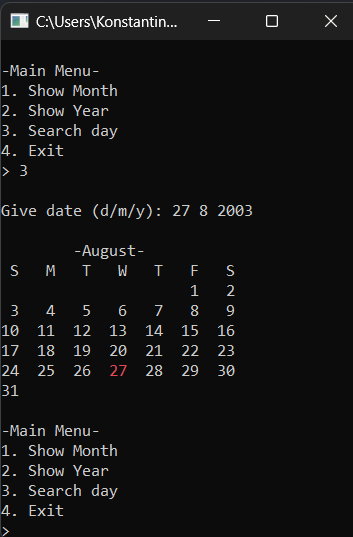 C:\Users\Konstantin...
-Main Menu-
1. Show Month
2. Show Year
3. Search day
4. Exit
> 3
Give date (d/m/y): 27 8 2003
-August-
S M T W T F S
1 2
3 4 5 6 7 8 9
10 11 12 13 14 15 16
17 18 19 20 21 22 23
24 25 26 27 28 29 30
31
-Main Menu-
1. Show Month
2. Show Year
3. Search day
4. Exit
>